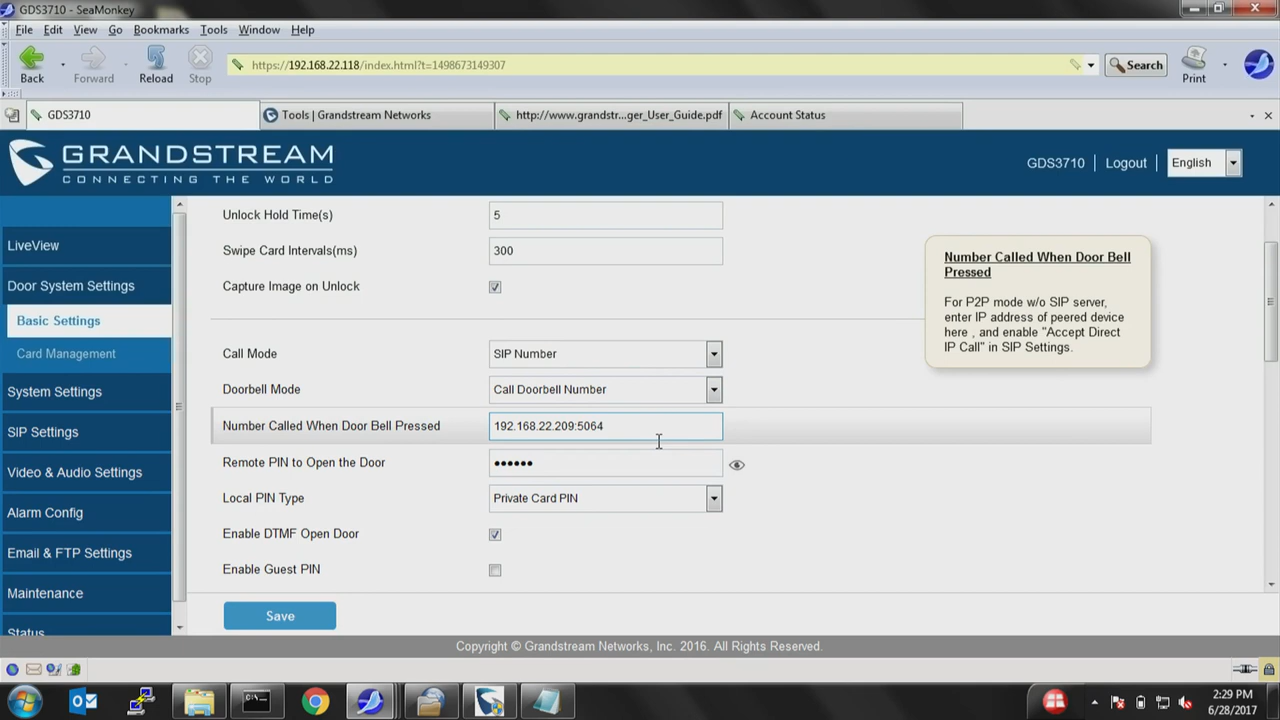 GDS3710 - SeaMonkey
File Edit View Go Bookmarks Tools Window Help
Back Forward Reload Stop https://192.168.22.118/index.html?t=1498673149307 Search Print
GDS3710 Tools | Grandstream Networks http://www.grandstr...ger_User_Guide.pdf Account Status
GRANDSTREAM
CONNECTING THE WORLD
GDS3710 | Logout | English
LiveView
Door System Settings
Basic Settings
Card Management
System Settings
SIP Settings
Video & Audio Settings
Alarm Config
Email & FTP Settings
Maintenance
Status
Unlock Hold Time(s) 5
Swipe Card Intervals(ms) 300
Capture Image on Unlock
Call Mode SIP Number
Doorbell Mode Call Doorbell Number
Number Called When Door Bell Pressed 192.168.22.209:5064
Remote PIN to Open the Door ••••••
Local PIN Type Private Card PIN
Enable DTMF Open Door
Enable Guest PIN
Save
Number Called When Door Bell
Pressed
For P2P mode w/o SIP server,
enter IP address of peered device
here , and enable "Accept Direct
IP Call" in SIP Settings.
Copyright © Grandstream Networks, Inc. 2016. All Rights Reserved.
2:29 PM
6/28/2017